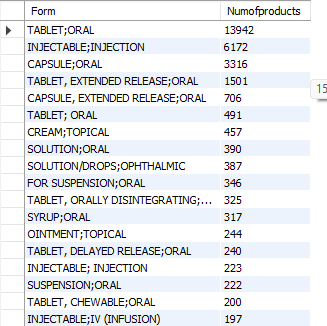 Form Numofproducts
TABLET;ORAL 13942
INJECTABLE;INJECTION 6172
CAPSULE;ORAL 3316
TABLET, EXTENDED RELEASE;ORAL 1501
CAPSULE, EXTENDED RELEASE;ORAL 706
TABLET; ORAL 491
CREAM;TOPICAL 457
SOLUTION;ORAL 390
SOLUTION/DROPS;OPHTHALMIC 387
FOR SUSPENSION;ORAL 346
TABLET, ORALLY DISINTEGRATING;... 325
SYRUP;ORAL 317
OINTMENT;TOPICAL 244
TABLET, DELAYED RELEASE;ORAL 240
INJECTABLE; INJECTION 223
SUSPENSION;ORAL 222
TABLET, CHEWABLE;ORAL 200
INJECTABLE;IV (INFUSION) 197